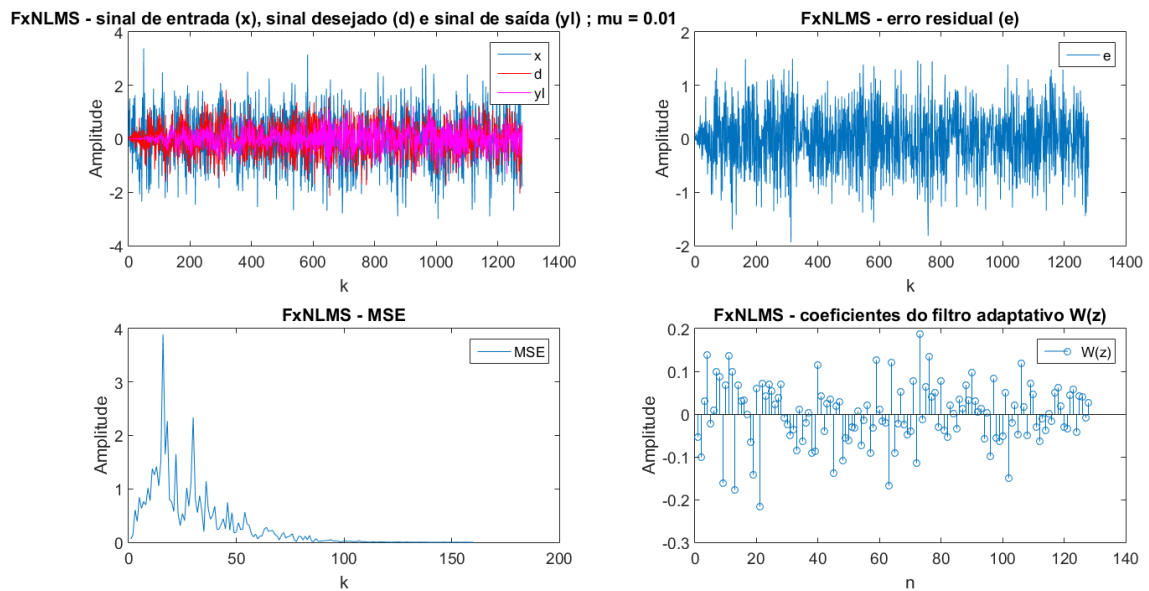 FxNLMS - sinal de entrada (x), sinal desejado (d) e sinal de saída (yl) ; mu = 0.01
4
2
0
-2
-4
Amplitude
0 200 400 600 800 1000 1200 1400
k
x
d
yl
FxNLMS - erro residual (e)
2
1
0
-1
-2
Amplitude
0 200 400 600 800 1000 1200 1400
k
e
FxNLMS - MSE
4
3
2
1
0
Amplitude
0 50 100 150 200
k
MSE
FxNLMS - coeficientes do filtro adaptativo W(z)
0.2
0.1
0
-0.1
-0.2
-0.3
Amplitude
0 20 40 60 80 100 120 140
n
W(z)